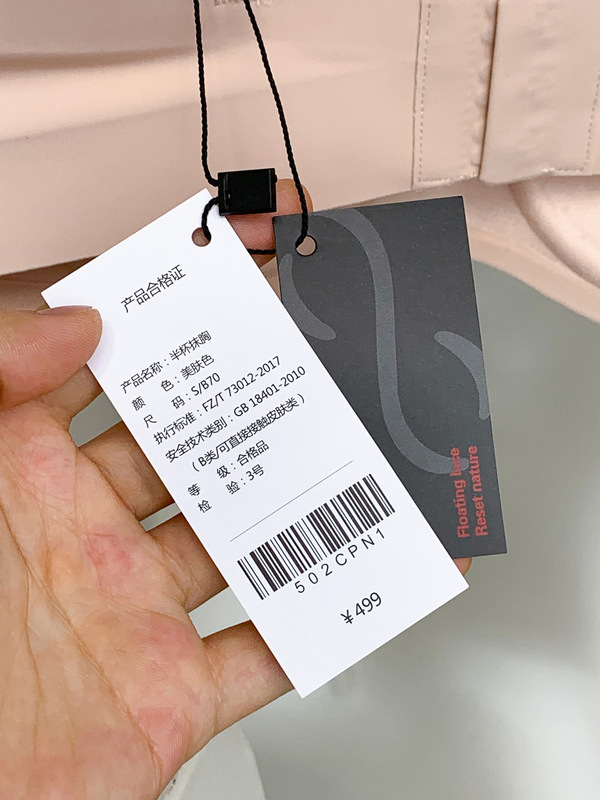 产品合格证
产品名称：半杯抹胸
颜 色：美肤色
尺 码：S/B70
执行标准：FZ/T 73012-2017
安全技术类别：GB 18401-2010
（B类/可直接接触皮肤类）
等 级：合格品
检 验：3号
502CPN1
￥499
Floating
Reset nature